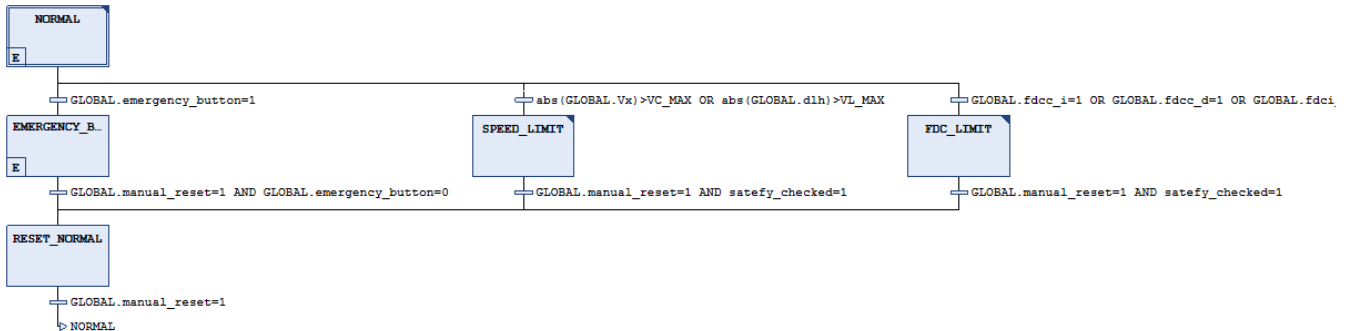 NORMAL
E
GLOBAL.emergency_button=1
abs(GLOBAL.Vx)>VC_MAX OR abs(GLOBAL.dlh)>VL_MAX
GLOBAL.fdcc_i=1 OR GLOBAL.fdcc_d=1 OR GLOBAL.fdci_
EMERGENCY_B...
SPEED_LIMIT
FDC_LIMIT
E
GLOBAL.manual_reset=1 AND GLOBAL.emergency_button=0
GLOBAL.manual_reset=1 AND satefy_checked=1
GLOBAL.manual_reset=1 AND satefy_checked=1
RESET_NORMAL
GLOBAL.manual_reset=1
NORMAL